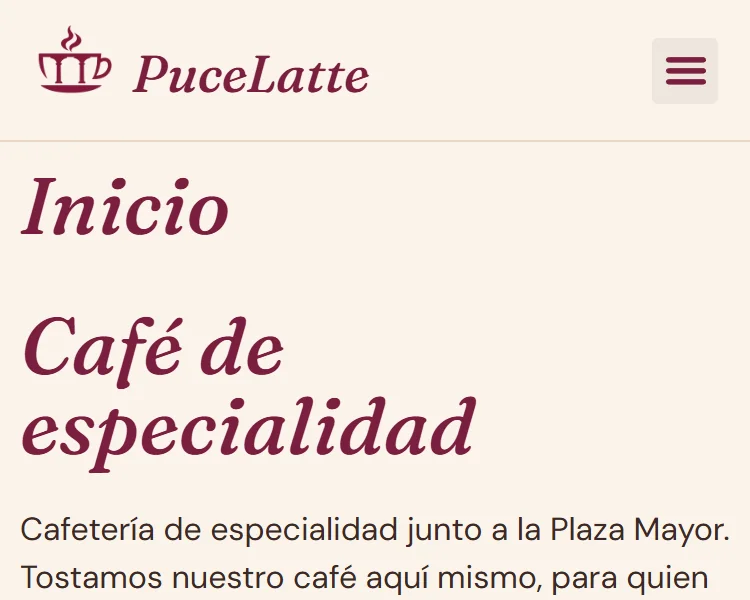 PuceLatte
Inicio
Café de
especialidad
Cafetería de especialidad junto a la Plaza Mayor.
Tostamos nuestro café aquí mismo, para quien